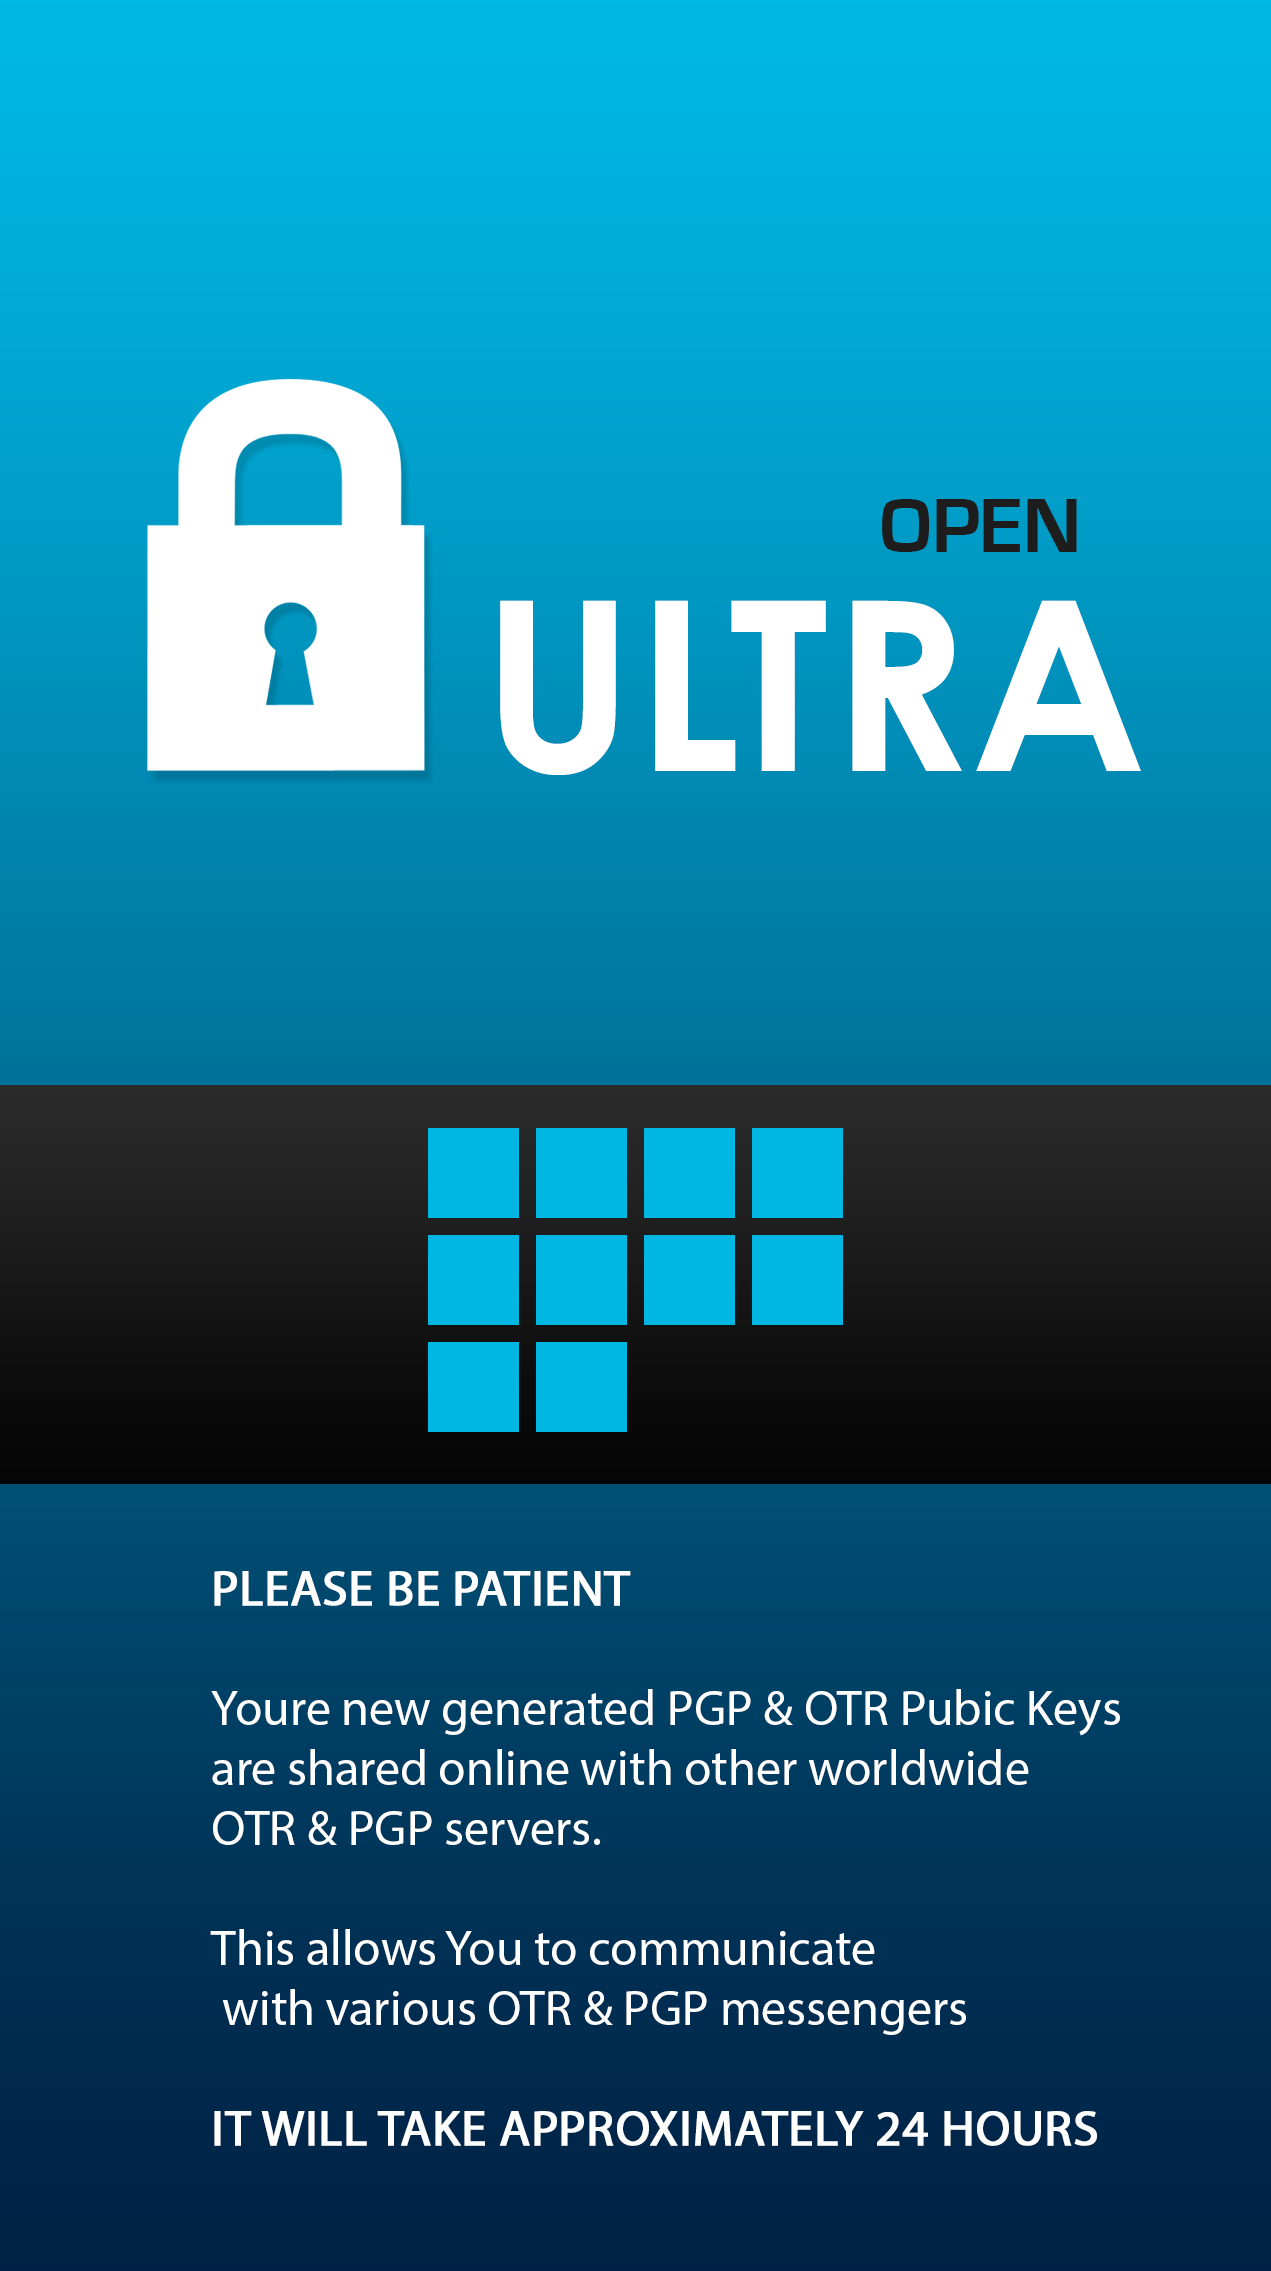 OPEN
ULTRA
PLEASE BE PATIENT
Youre new generated PGP & OTR Pubic Keys
are shared online with other worldwide
OTR & PGP servers.
This allows You to communicate
with various OTR & PGP messengers
IT WILL TAKE APPROXIMATELY 24 HOURS